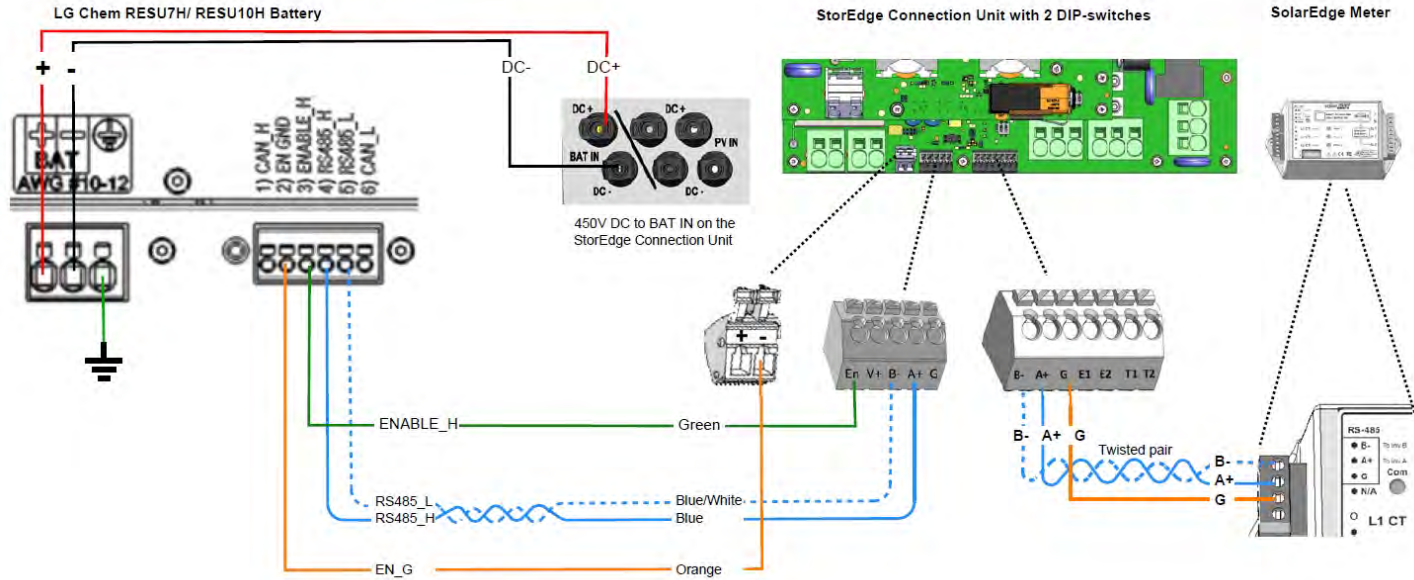 LG Chem RESU7H/ RESU10H Battery
StorEdge Connection Unit with 2 DIP-switches
SolarEdge Meter
+ -
DC-
DC+
BAT
AWG #10-12
1) CAN_H
2) EN GND
3) ENABLE_H
4) RS485_H
5) RS485_L
6) CAN_L
DC +
DC +
BAT IN
PV IN
DC -
DC -
450V DC to BAT IN on the
StorEdge Connection Unit
+ -
En V+ B- A+ G
B- A+ G E1 E2 T1 T2
ENABLE_H
Green
B- A+ G
Twisted pair
B-
A+
G
RS-485
B-
A+
G
N/A
Com
L1 CT
RS485_L
Blue/White
RS485_H
Blue
EN_G
Orange